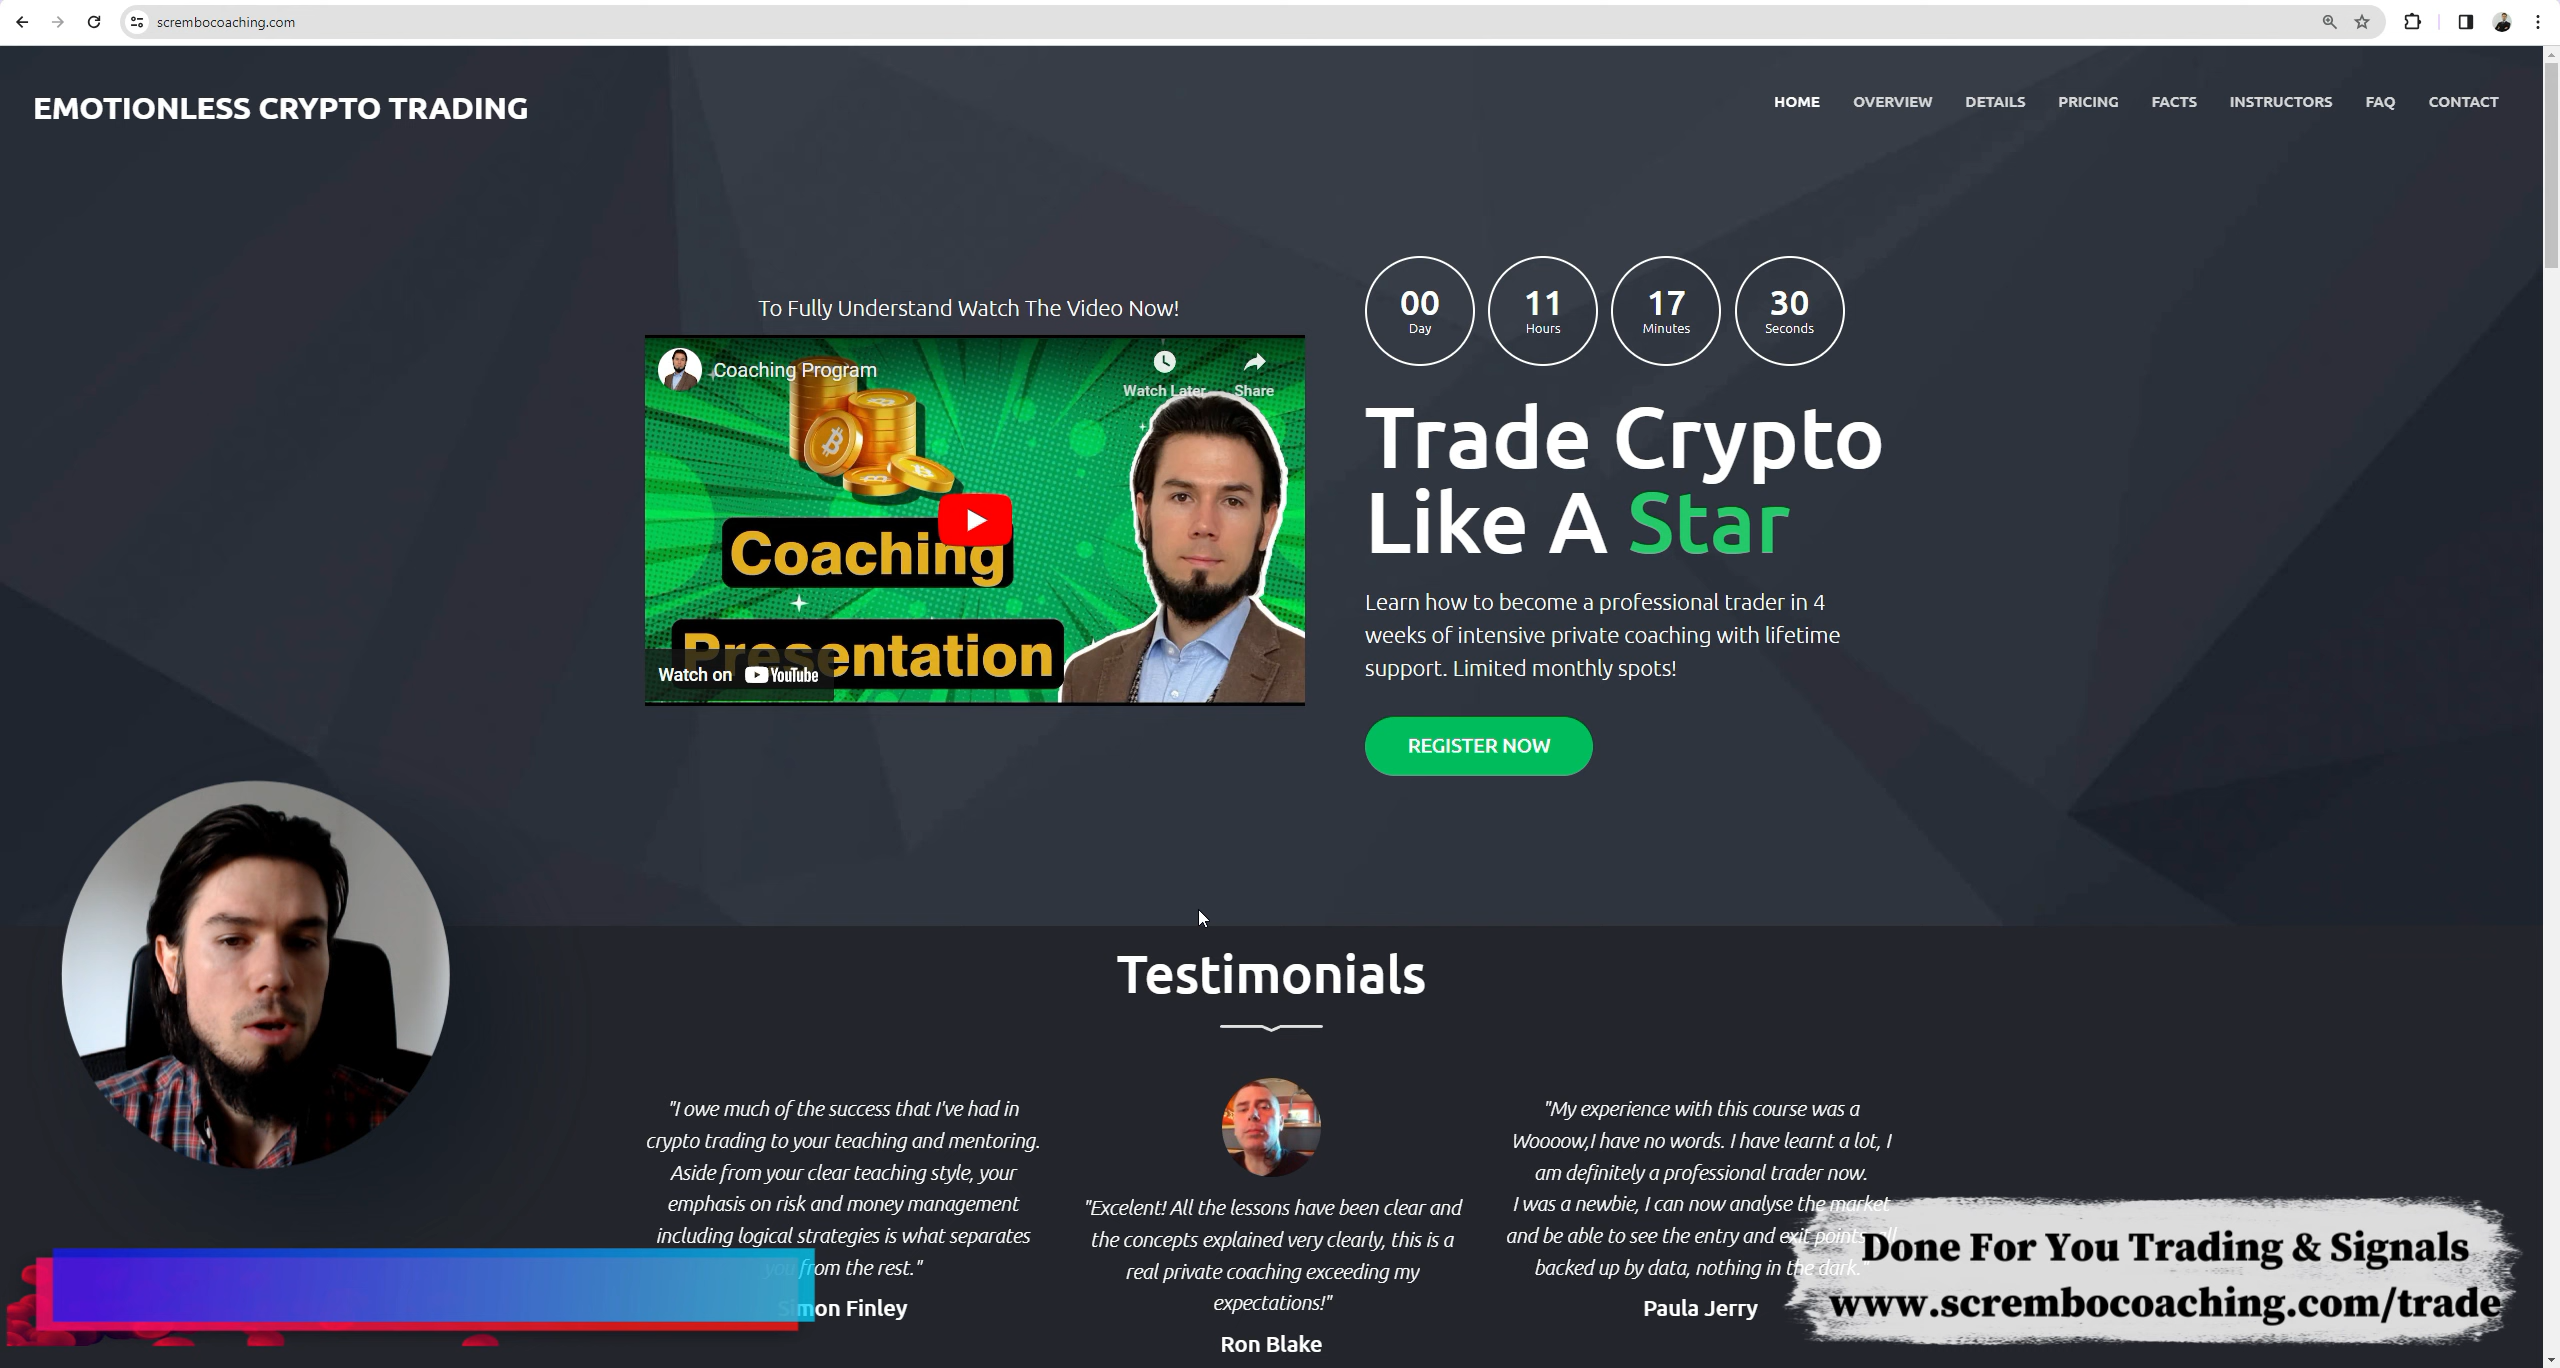 scrembocoaching.com
EMOTIONLESS CRYPTO TRADING
HOME OVERVIEW DETAILS PRICING FACTS INSTRUCTORS FAQ CONTACT
To Fully Understand Watch The Video Now!
Coaching Program
Watch Later Share
Coaching
Presentation
Watch on YouTube
00 11 17 30
Day Hours Minutes Seconds
Trade Crypto
Like A Star
Learn how to become a professional trader in 4
weeks of intensive private coaching with lifetime
support. Limited monthly spots!
REGISTER NOW
Testimonials
"I owe much of the success that I've had in
crypto trading to your teaching and mentoring.
Aside from your clear teaching style, your
emphasis on risk and money management
including logical strategies is what separates
you from the rest."
Simon Finley
"Excelent! All the lessons have been clear and
the concepts explained very clearly, this is a
real private coaching exceeding my
expectations!"
Ron Blake
"My experience with this course was a
Woooow,I have no words. I have learnt a lot, I
am definitely a professional trader now.
I was a newbie, I can now analyse the market
and be able to see the entry and exit points
backed up by data, nothing in the dark."
Paula Jerry
Done For You Trading & Signals
www.scrembocoaching.com/trade